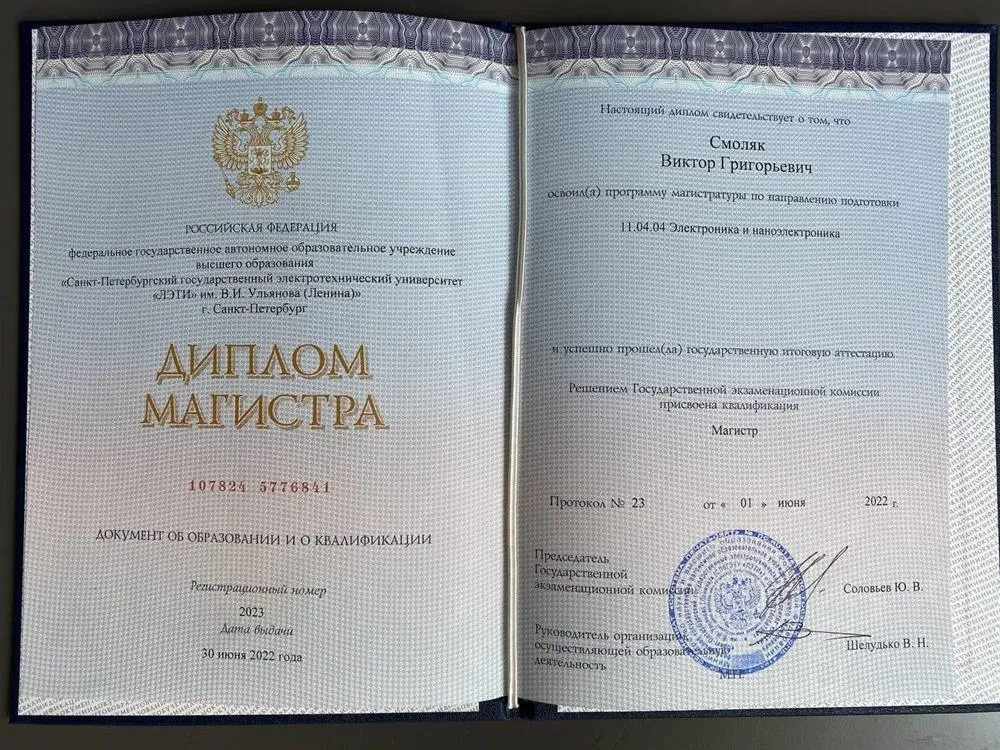 РОССИЙСКАЯ ФЕДЕРАЦИЯ
федеральное государственное автономное образовательное учреждение
высшего образования
«Санкт-Петербургский государственный электротехнический университет
«ЛЭТИ» им. В.И. Ульянова (Ленина)»
г. Санкт-Петербург
ДИПЛОМ
МАГИСТРА
107824 5776841
ДОКУМЕНТ ОБ ОБРАЗОВАНИИ И О КВАЛИФИКАЦИИ
Регистрационный номер
2023
Дата выдачи
30 июня 2022 года
Настоящий диплом свидетельствует о том, что
Смоляк
Виктор Григорьевич
освоил(а) программу магистратуры по направлению подготовки
11.04.04 Электроника и наноэлектроника
и успешно прошел(ла) государственную итоговую аттестацию.
Решением Государственной экзаменационной комиссии
присвоена квалификация
Магистр
Протокол № 23 от « 01 » июня 2022 г.
Председатель
Государственной
экзаменационной комиссии Соловьев Ю. В.
Руководитель организации,
осуществляющей образовательную Шелудько В. Н.
деятельность
М.П.